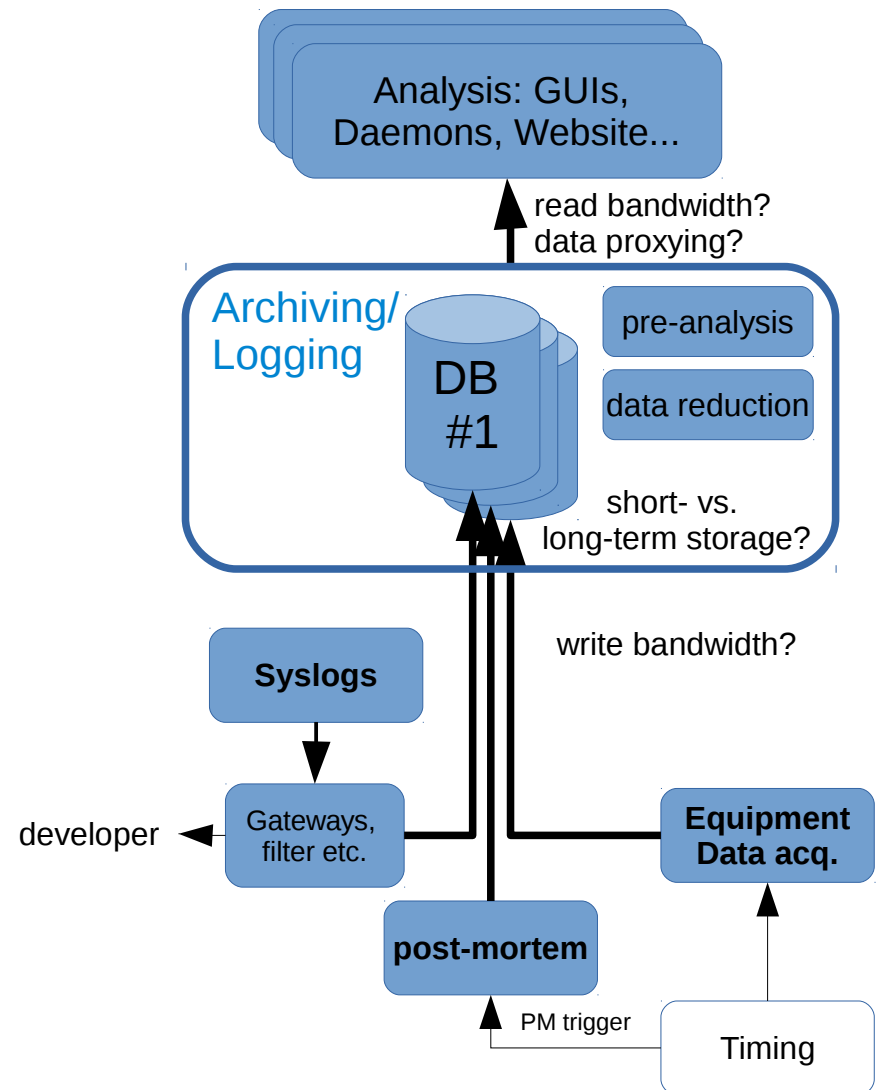 Analysis: GUIs,
Daemons, Website...
read bandwidth?
data proxying?
Archiving/
Logging
DB
#1
pre-analysis
data reduction
short- vs.
long-term storage?
write bandwidth?
Syslogs
developer
Gateways,
filter etc.
Equipment
Data acq.
post-mortem
PM trigger
Timing